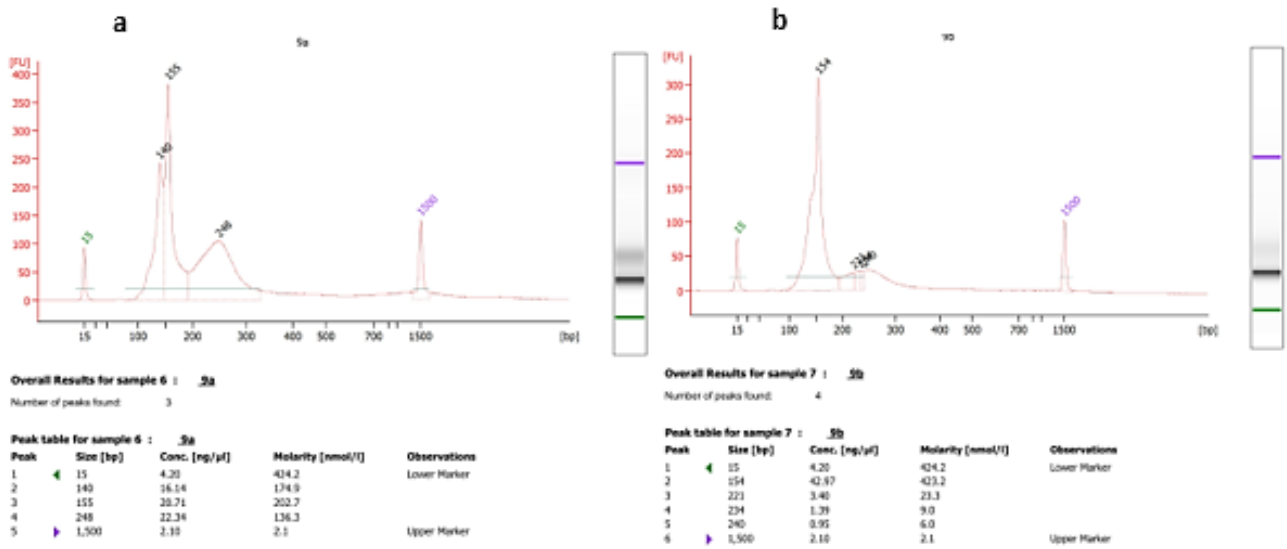 a
9a
[FU]
400
350
300
250
200
150
100
50
0
15
140
155
248
1500
15 100 200 300 400 500 700 1500 [bp]
Overall Results for sample 6 : 9a
Number of peaks found: 3
Peak table for sample 6 : 9a
Peak Size [bp] Conc. [ng/µl] Molarity [nmol/l] Observations
1 15 4.20 424.2 Lower Marker
2 140 16.14 174.9
3 155 20.71 202.7
4 248 22.34 136.3
5 1,500 2.10 2.1 Upper Marker
b
9b
[FU]
300
250
200
150
100
50
0
15
154
1500
15 100 200 300 400 500 700 1500 [bp]
Overall Results for sample 7 : 9b
Number of peaks found: 4
Peak table for sample 7 : 9b
Peak Size [bp] Conc. [ng/µl] Molarity [nmol/l] Observations
1 15 4.20 424.2 Lower Marker
2 154 42.97 423.2
3 221 3.40 23.3
4 234 1.39 9.0
5 240 0.95 6.0
6 1,500 2.10 2.1 Upper Marker